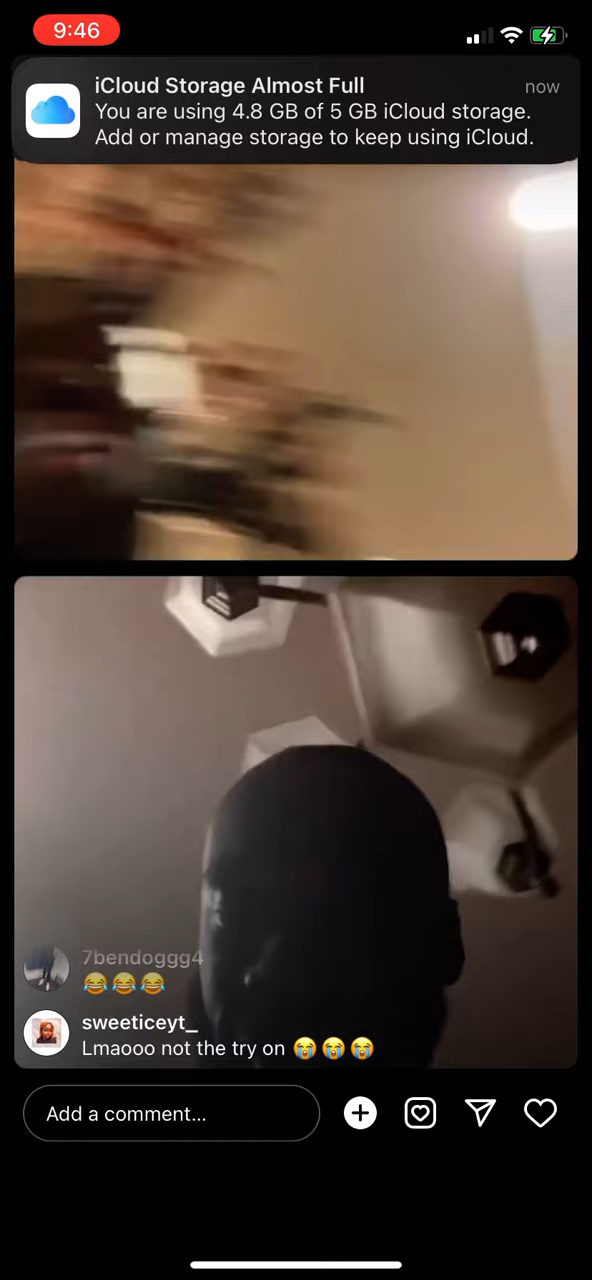 9:46
iCloud Storage Almost Full
now
You are using 4.8 GB of 5 GB iCloud storage.
Add or manage storage to keep using iCloud.
7bendoggg4
😂😂😂
sweeticeyt_
Lmaooo not the try on 😭😭😭
Add a comment...